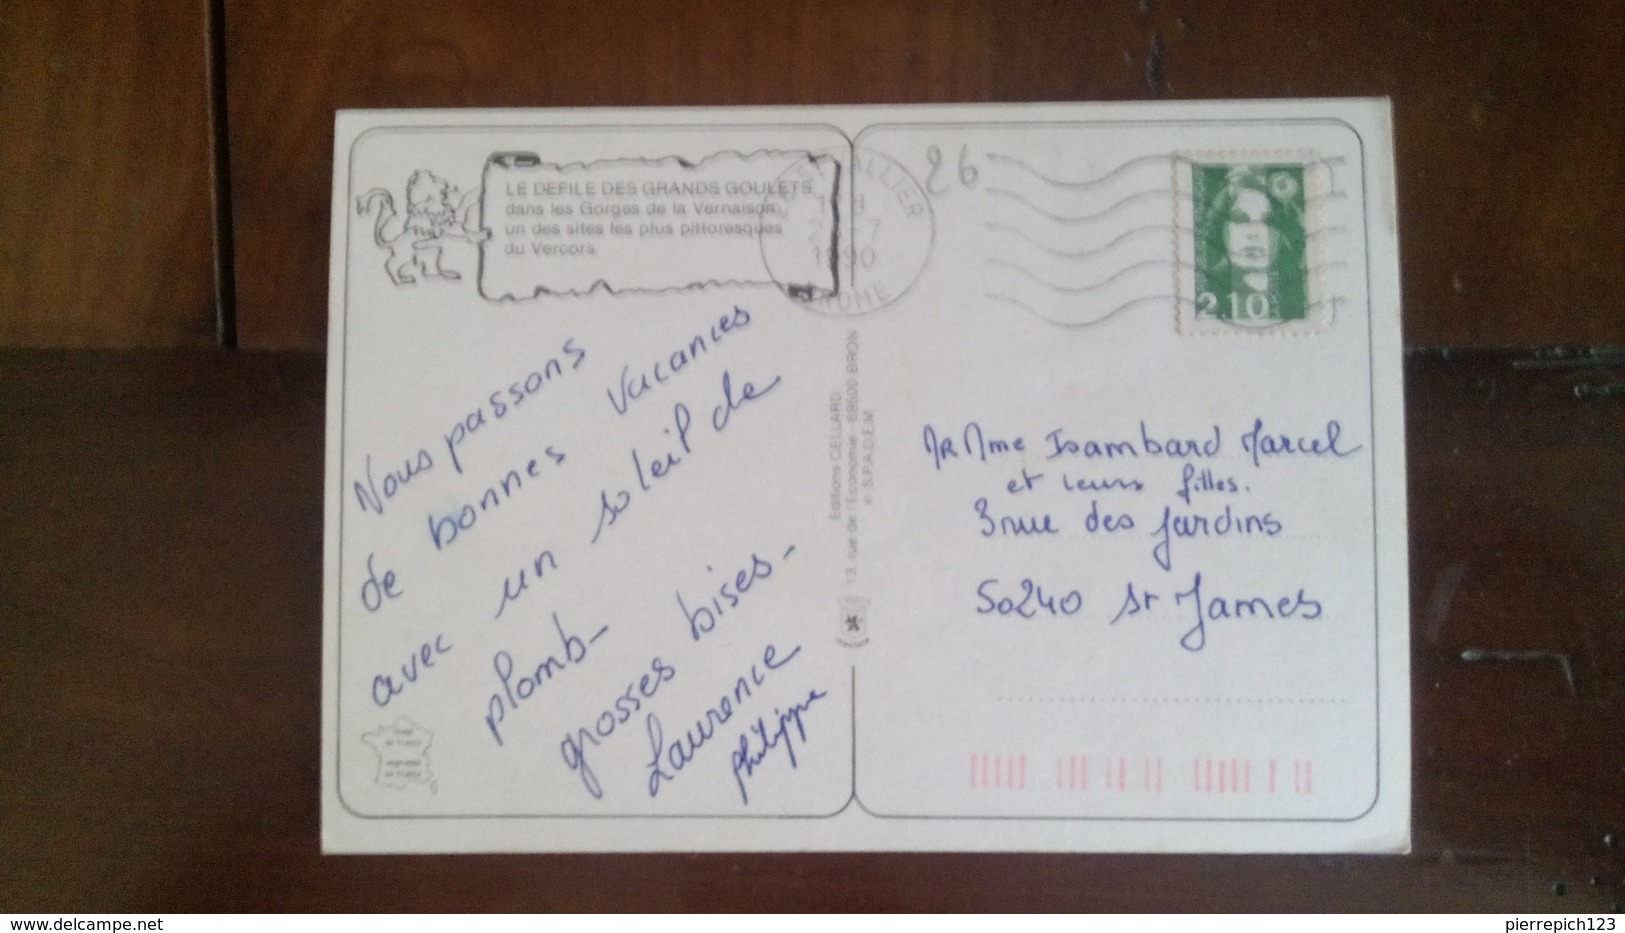 LE DEFILE DES GRANDS GOULETS
dans les Gorges de la Vernaison,
un des sites les plus pittoresques
du Vercors.
Nous passons
de bonnes vacances
avec un soleil de
plomb-
grosses bises-
Laurence
Philippe
Editions CELLARD
13, rue de l'Economie - 69500 BRON
© S.P.A.D.E.M.
ALLIER
1990
DROME
26
2,10
MR Mme Isambard Marcel
et leurs filles.
3 rue des Jardins
50240 St James
www.delcampe.net
pierrepich123